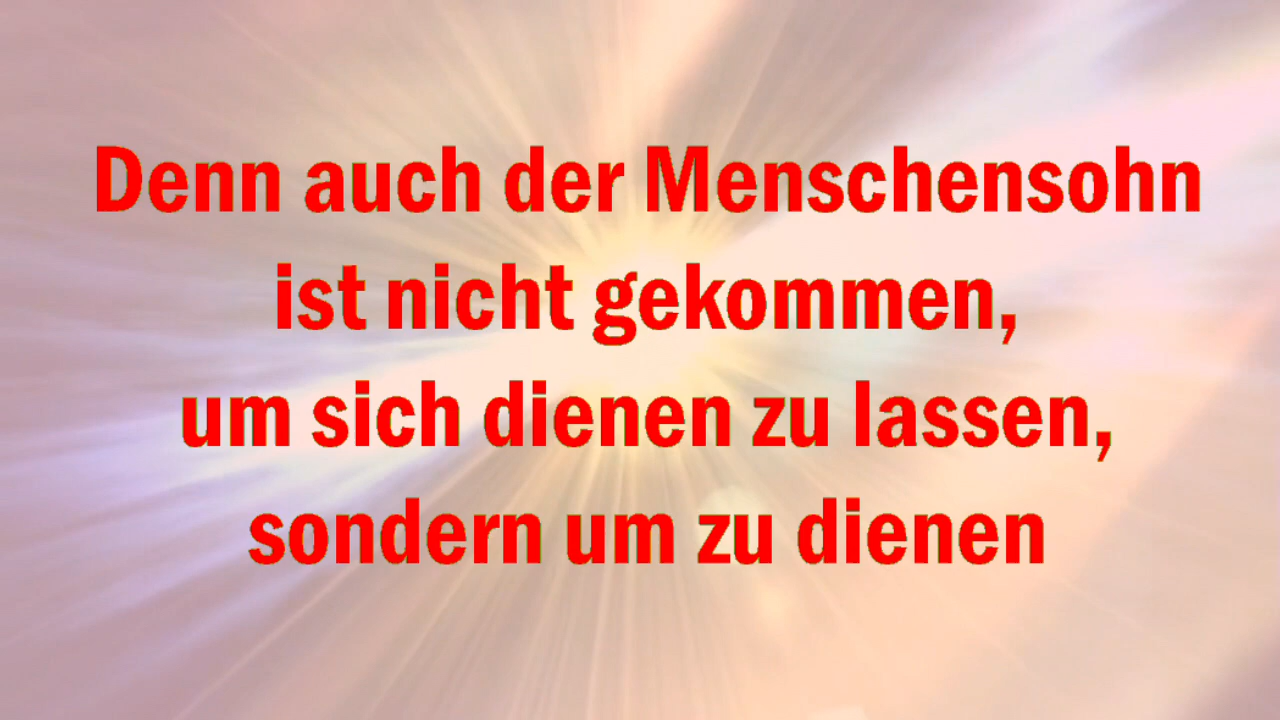 Denn auch der Menschensohn
ist nicht gekommen,
um sich dienen zu lassen,
sondern um zu dienen